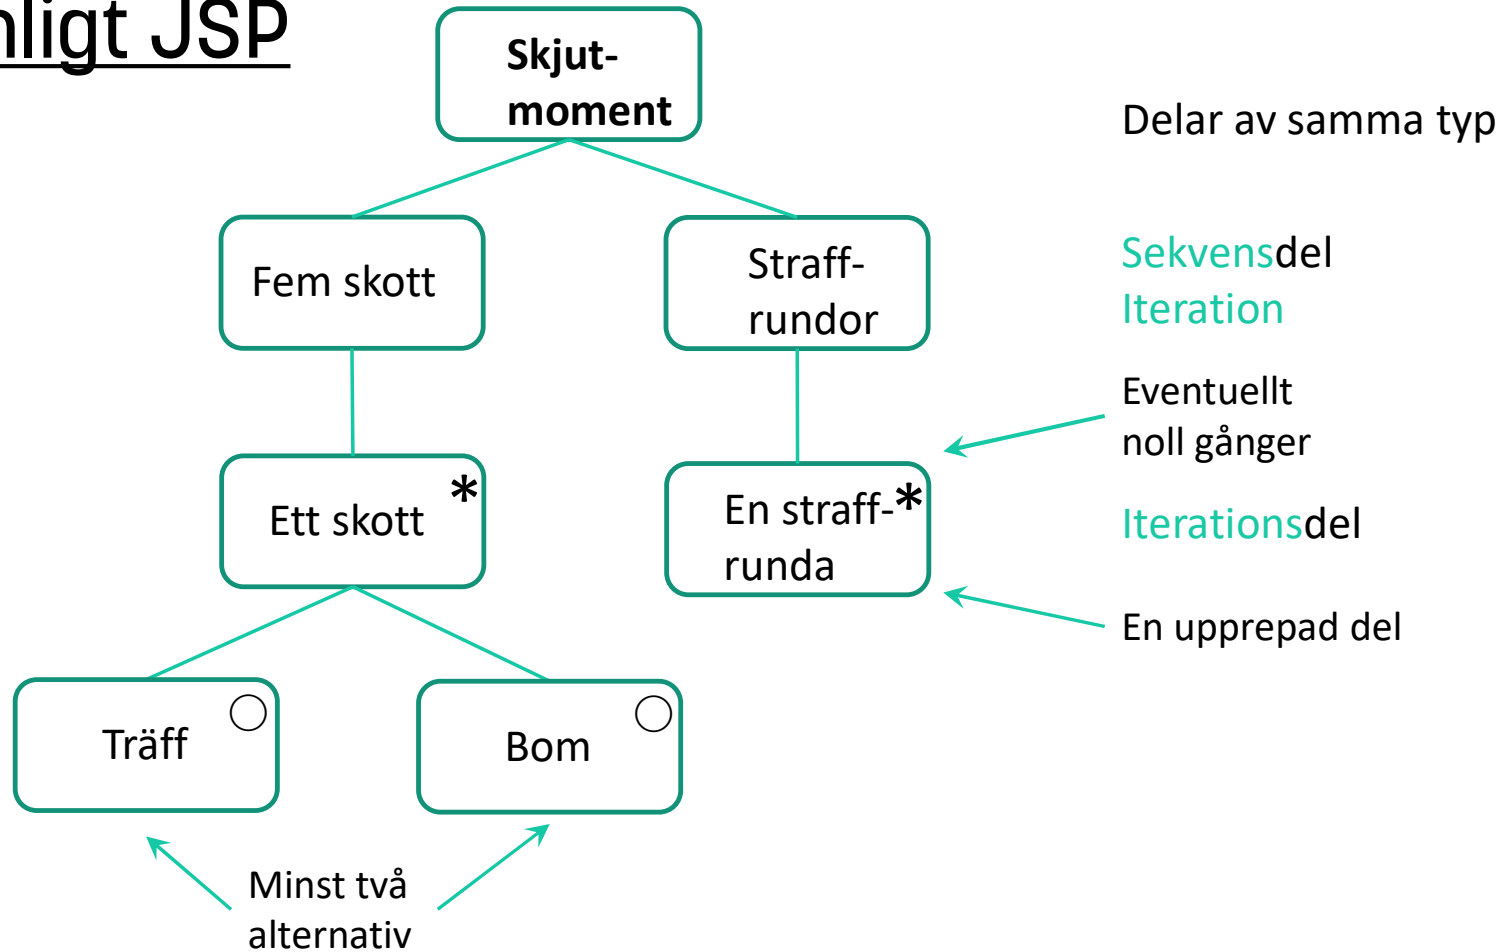 nligt JSP
Skjut-
moment
Delar av samma typ
Fem skott
Straff-
rundor
Sekvensdel
Iteration
Eventuellt
noll gånger
Ett skott *
En straff-*
runda
Iterationsdel
En upprepad del
Träff
Bom
Minst två
alternativ